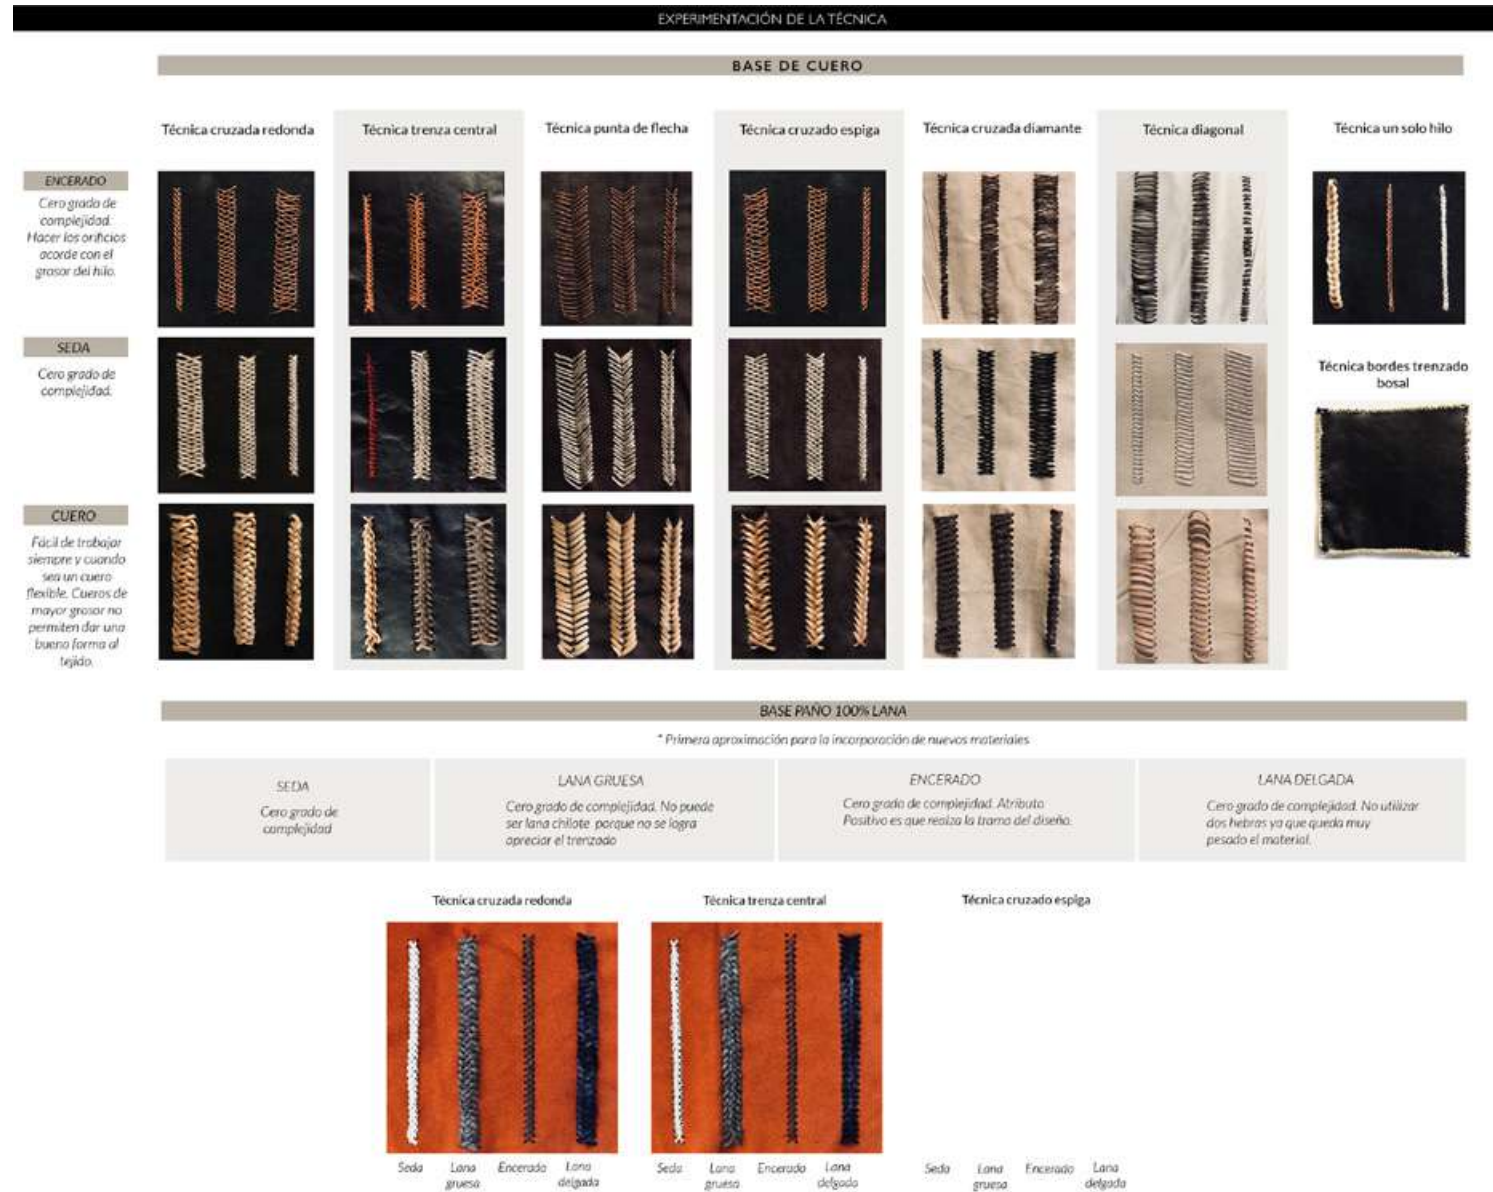 EXPERIMENTACIÓN DE LA TÉCNICA
BASE DE CUERO
Técnica cruzada redonda
Técnica trenza central
Técnica punta de flecha
Técnica cruzado espiga
Técnica cruzada diamante
Técnica diagonal
Técnica un solo hilo
ENCERADO
Cero grado de
complejidad.
Hacer los orificios
acorde con el
grosor del hilo.
SEDA
Cero grado de
complejidad.
Técnica bordes trenzado
bosal
CUERO
Fácil de trabajar
siempre y cuando
sea un cuero
flexible. Cueros de
mayor grosor no
permiten dar una
buena forma al
tejido.
BASE PAÑO 100% LANA
* Primera aproximación para la incorporación de nuevos materiales
SEDA
Cero grado de
complejidad
LANA GRUESA
Cero grado de complejidad. No puede
ser lana chilote porque no se logra
apreciar el trenzado
ENCERADO
Cero grado de complejidad. Atributo
Positivo es que realza la trama del diseño.
LANA DELGADA
Cero grado de complejidad. No utilizar
dos hebras ya que queda muy
pesado el material.
Técnica cruzada redonda
Técnica trenza central
Técnica cruzado espiga
Seda
Lana
gruesa
Encerado
Lana
delgada
Seda
Lana
gruesa
Encerado
Lana
delgada
Seda
Lana
gruesa
Encerado
Lana
delgada